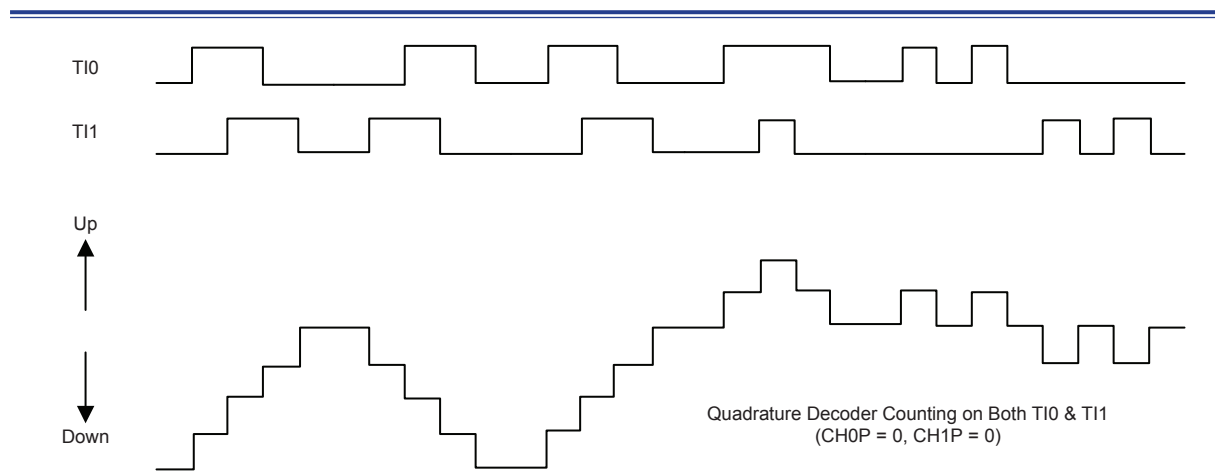 TI0
TI1
Up
Down
Quadrature Decoder Counting on Both TI0 & TI1
(CH0P = 0, CH1P = 0)